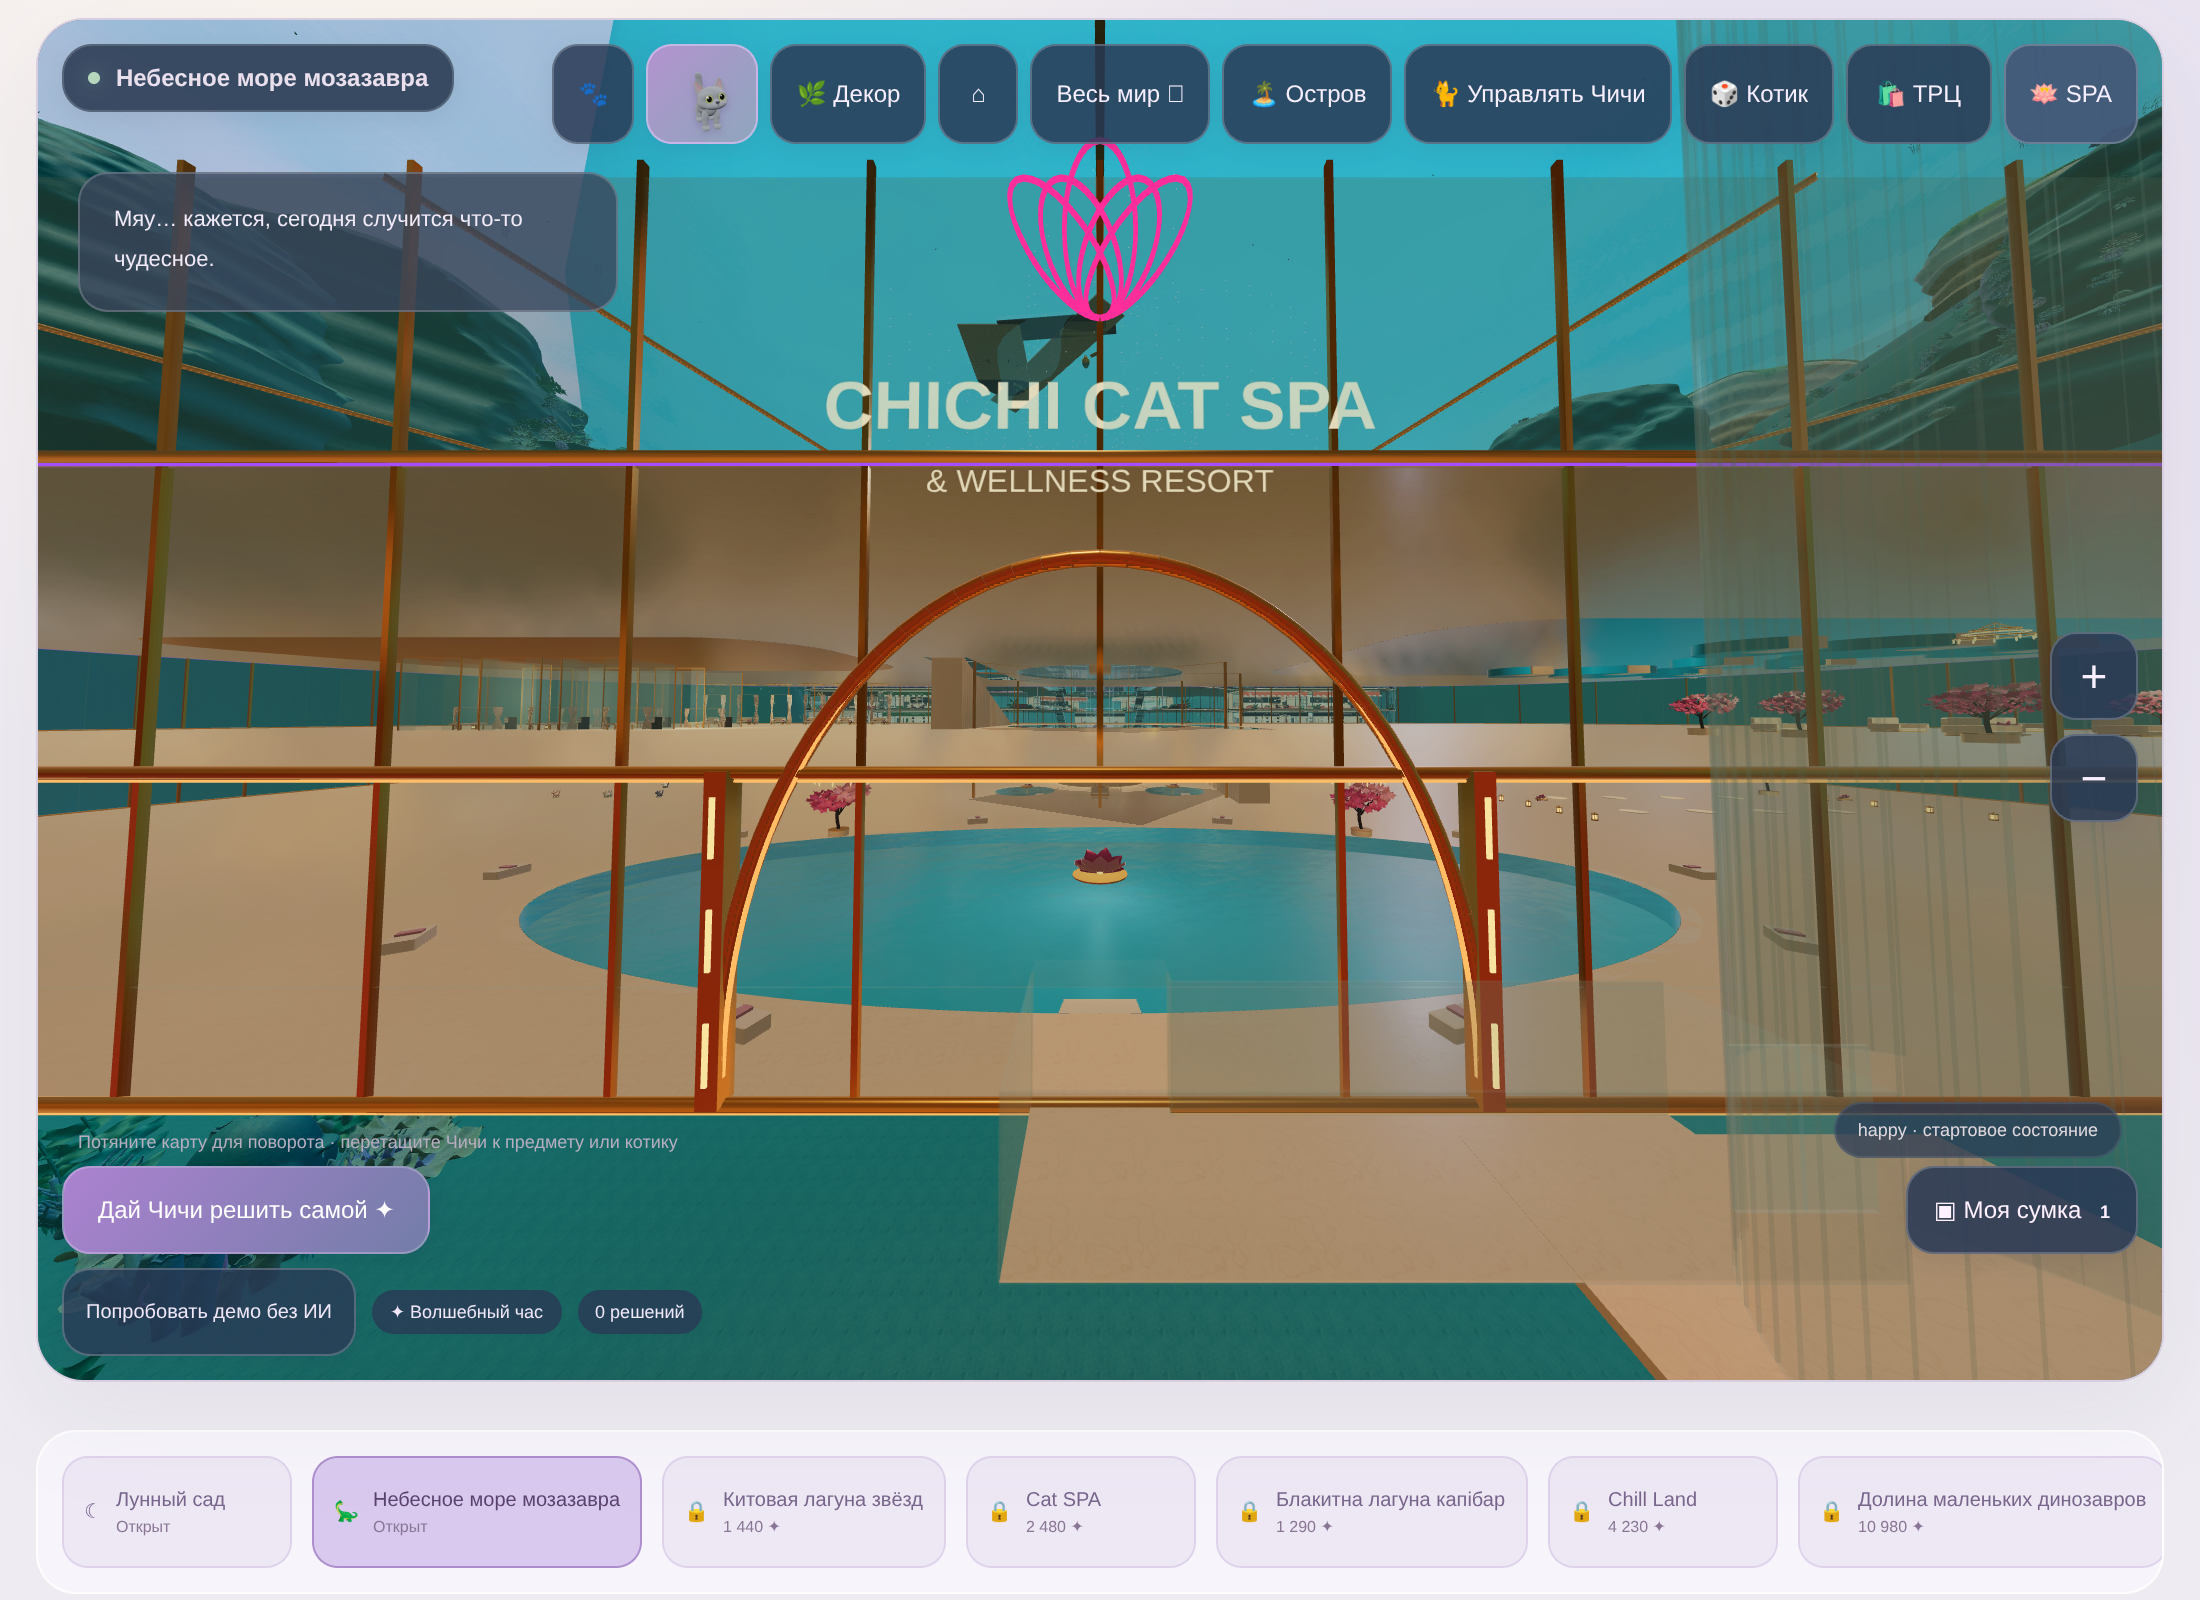 Небесное море мозазавра
Декор
Весь мир
Остров
Управлять Чичи
Котик
ТРЦ
SPA
Мяу… кажется, сегодня случится что-то
чудесное.
CHICHI CAT SPA
& WELLNESS RESORT
+
−
Потяните карту для поворота · перетащите Чичи к предмету или котику
happy · стартовое состояние
Дай Чичи решить самой ✦
Моя сумка 1
Попробовать демо без ИИ
✦ Волшебный час
0 решений
Лунный сад
Открыт
Небесное море мозазавра
Открыт
Китовая лагуна звёзд
1 440 ✦
Cat SPA
2 480 ✦
Блакитна лагуна капібар
1 290 ✦
Chill Land
4 230 ✦
Долина маленьких динозавров
10 980 ✦